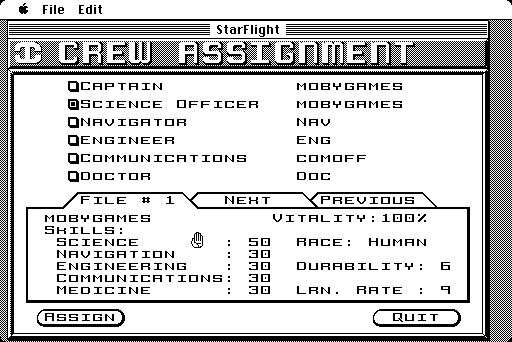 File Edit
StarFlight
CREW ASSIGNMENT
CAPTAIN MOBYGAMES
SCIENCE OFFICER MOBYGAMES
NAVIGATOR NAV
ENGINEER ENG
COMMUNICATIONS COMOFF
DOCTOR DOC
FILE # 1 NEXT PREVIOUS
MOBYGAMES VITALITY:100%
SKILLS:
SCIENCE : 50 RACE: HUMAN
NAVIGATION : 30
ENGINEERING : 30 DURABILITY: 6
COMMUNICATIONS: 30
MEDICINE : 30 LRN. RATE : 9
ASSIGN QUIT